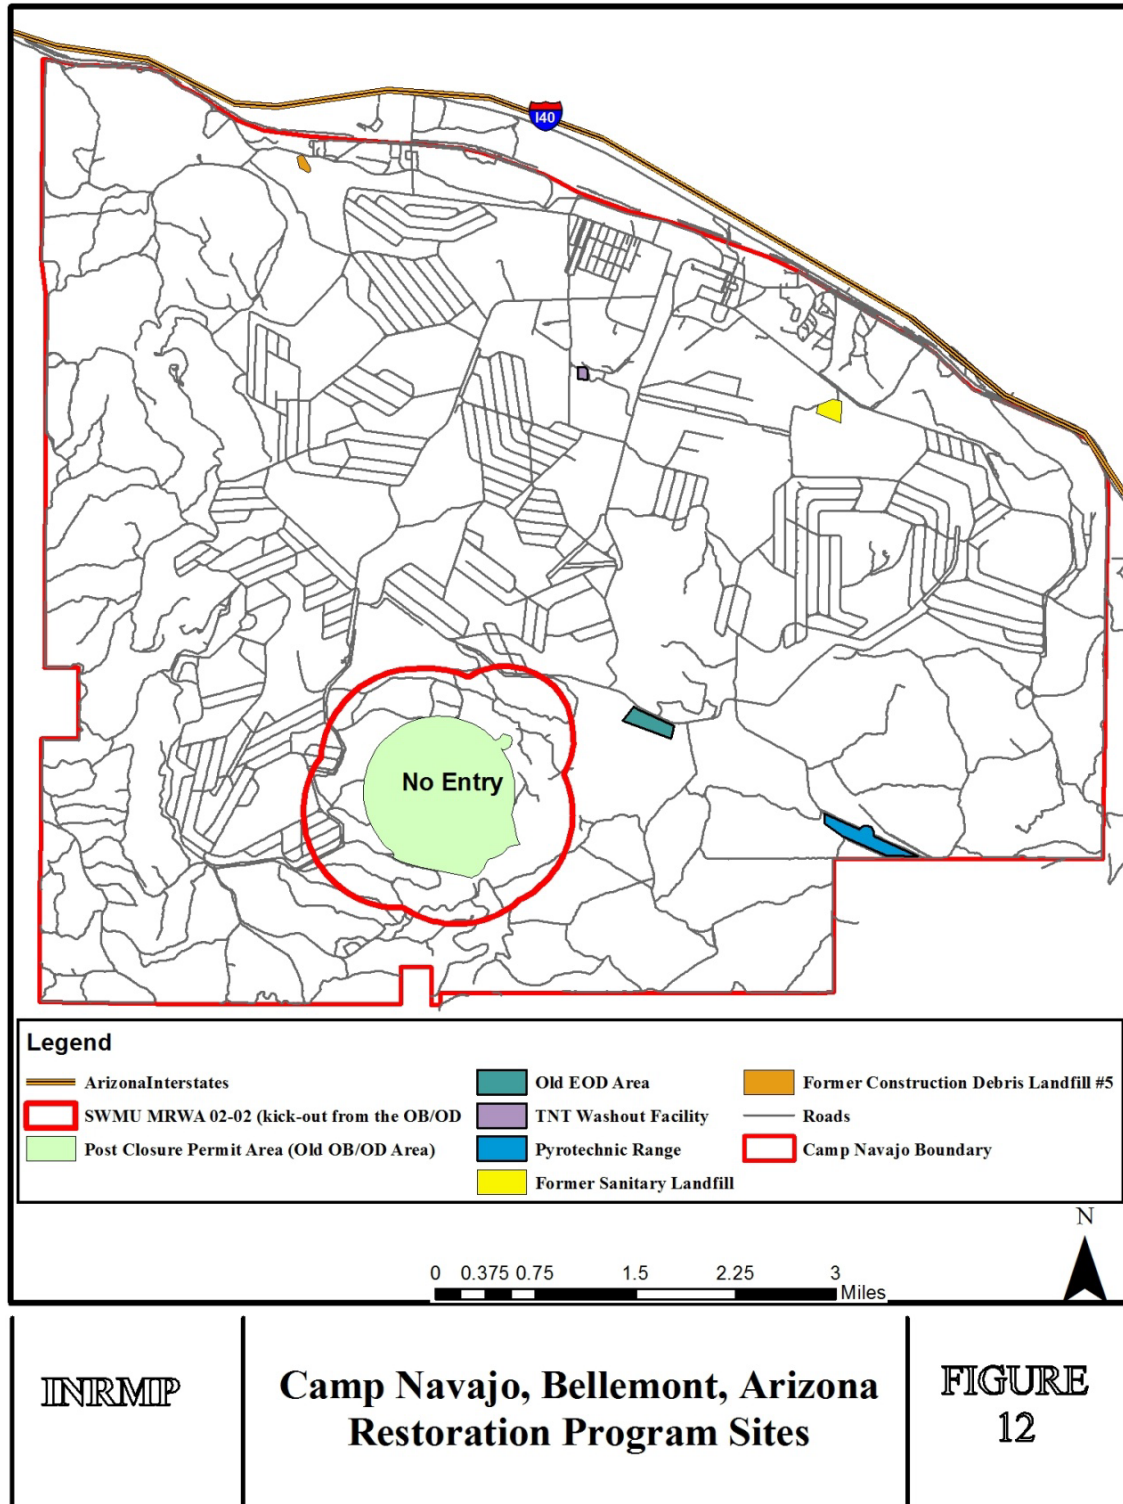 I40
No Entry
Legend
ArizonaInterstates
SWMU MRWA 02-02 (kick-out from the OB/OD
Post Closure Permit Area (Old OB/OD Area)
Old EOD Area
TNT Washout Facility
Pyrotechnic Range
Former Sanitary Landfill
Former Construction Debris Landfill #5
Roads
Camp Navajo Boundary
N
0 0.375 0.75 1.5 2.25 3
Miles
INRMP
Camp Navajo, Bellemont, Arizona
Restoration Program Sites
FIGURE
12